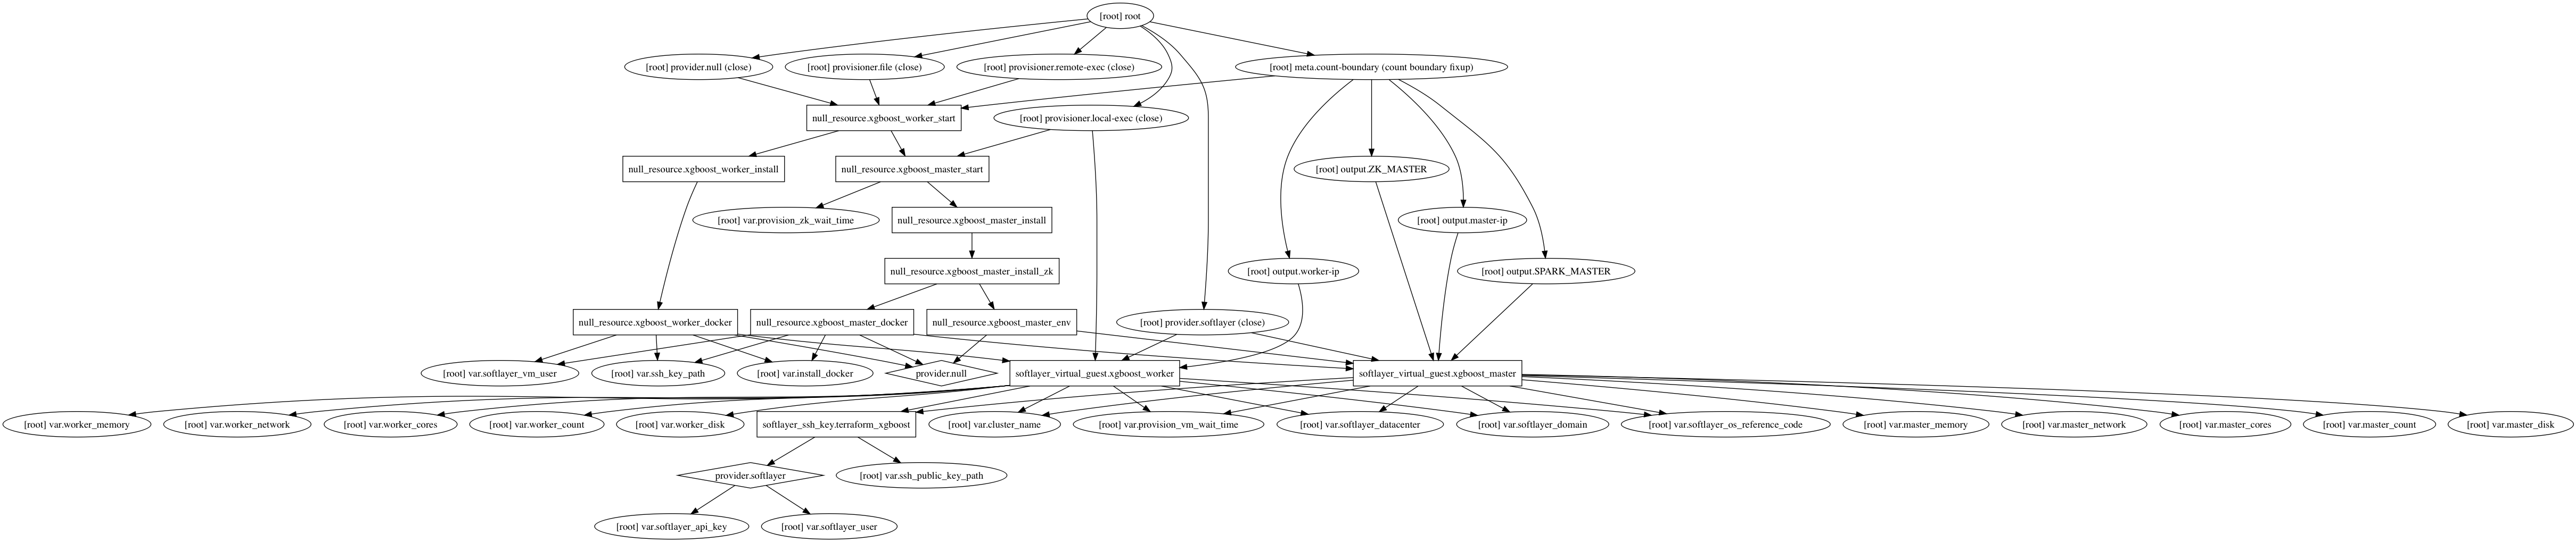 [root] root
[root] provider.null (close)
[root] provisioner.file (close)
[root] provisioner.remote-exec (close)
[root] meta.count-boundary (count boundary fixup)
null_resource.xgboost_worker_start
[root] provisioner.local-exec (close)
null_resource.xgboost_worker_install
null_resource.xgboost_master_start
[root] output.ZK_MASTER
[root] var.provision_zk_wait_time
null_resource.xgboost_master_install
[root] output.master-ip
null_resource.xgboost_master_install_zk
[root] output.worker-ip
[root] output.SPARK_MASTER
null_resource.xgboost_worker_docker
null_resource.xgboost_master_docker
null_resource.xgboost_master_env
[root] provider.softlayer (close)
[root] var.softlayer_vm_user
[root] var.ssh_key_path
[root] var.install_docker
provider.null
softlayer_virtual_guest.xgboost_worker
softlayer_virtual_guest.xgboost_master
[root] var.worker_memory
[root] var.worker_network
[root] var.worker_cores
[root] var.worker_count
[root] var.worker_disk
softlayer_ssh_key.terraform_xgboost
[root] var.cluster_name
[root] var.provision_vm_wait_time
[root] var.softlayer_datacenter
[root] var.softlayer_domain
[root] var.softlayer_os_reference_code
[root] var.master_memory
[root] var.master_network
[root] var.master_cores
[root] var.master_count
[root] var.master_disk
provider.softlayer
[root] var.ssh_public_key_path
[root] var.softlayer_api_key
[root] var.softlayer_user